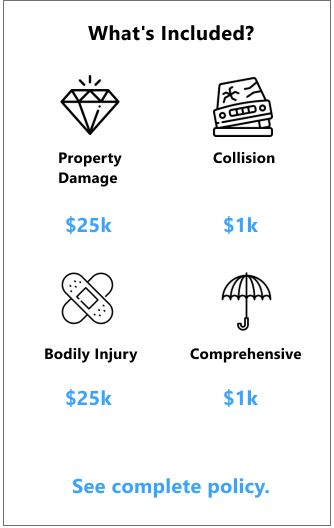 What's Included?
Property
Damage
Collision
$25k
$1k
Bodily Injury
Comprehensive
$25k
$1k
See complete policy.